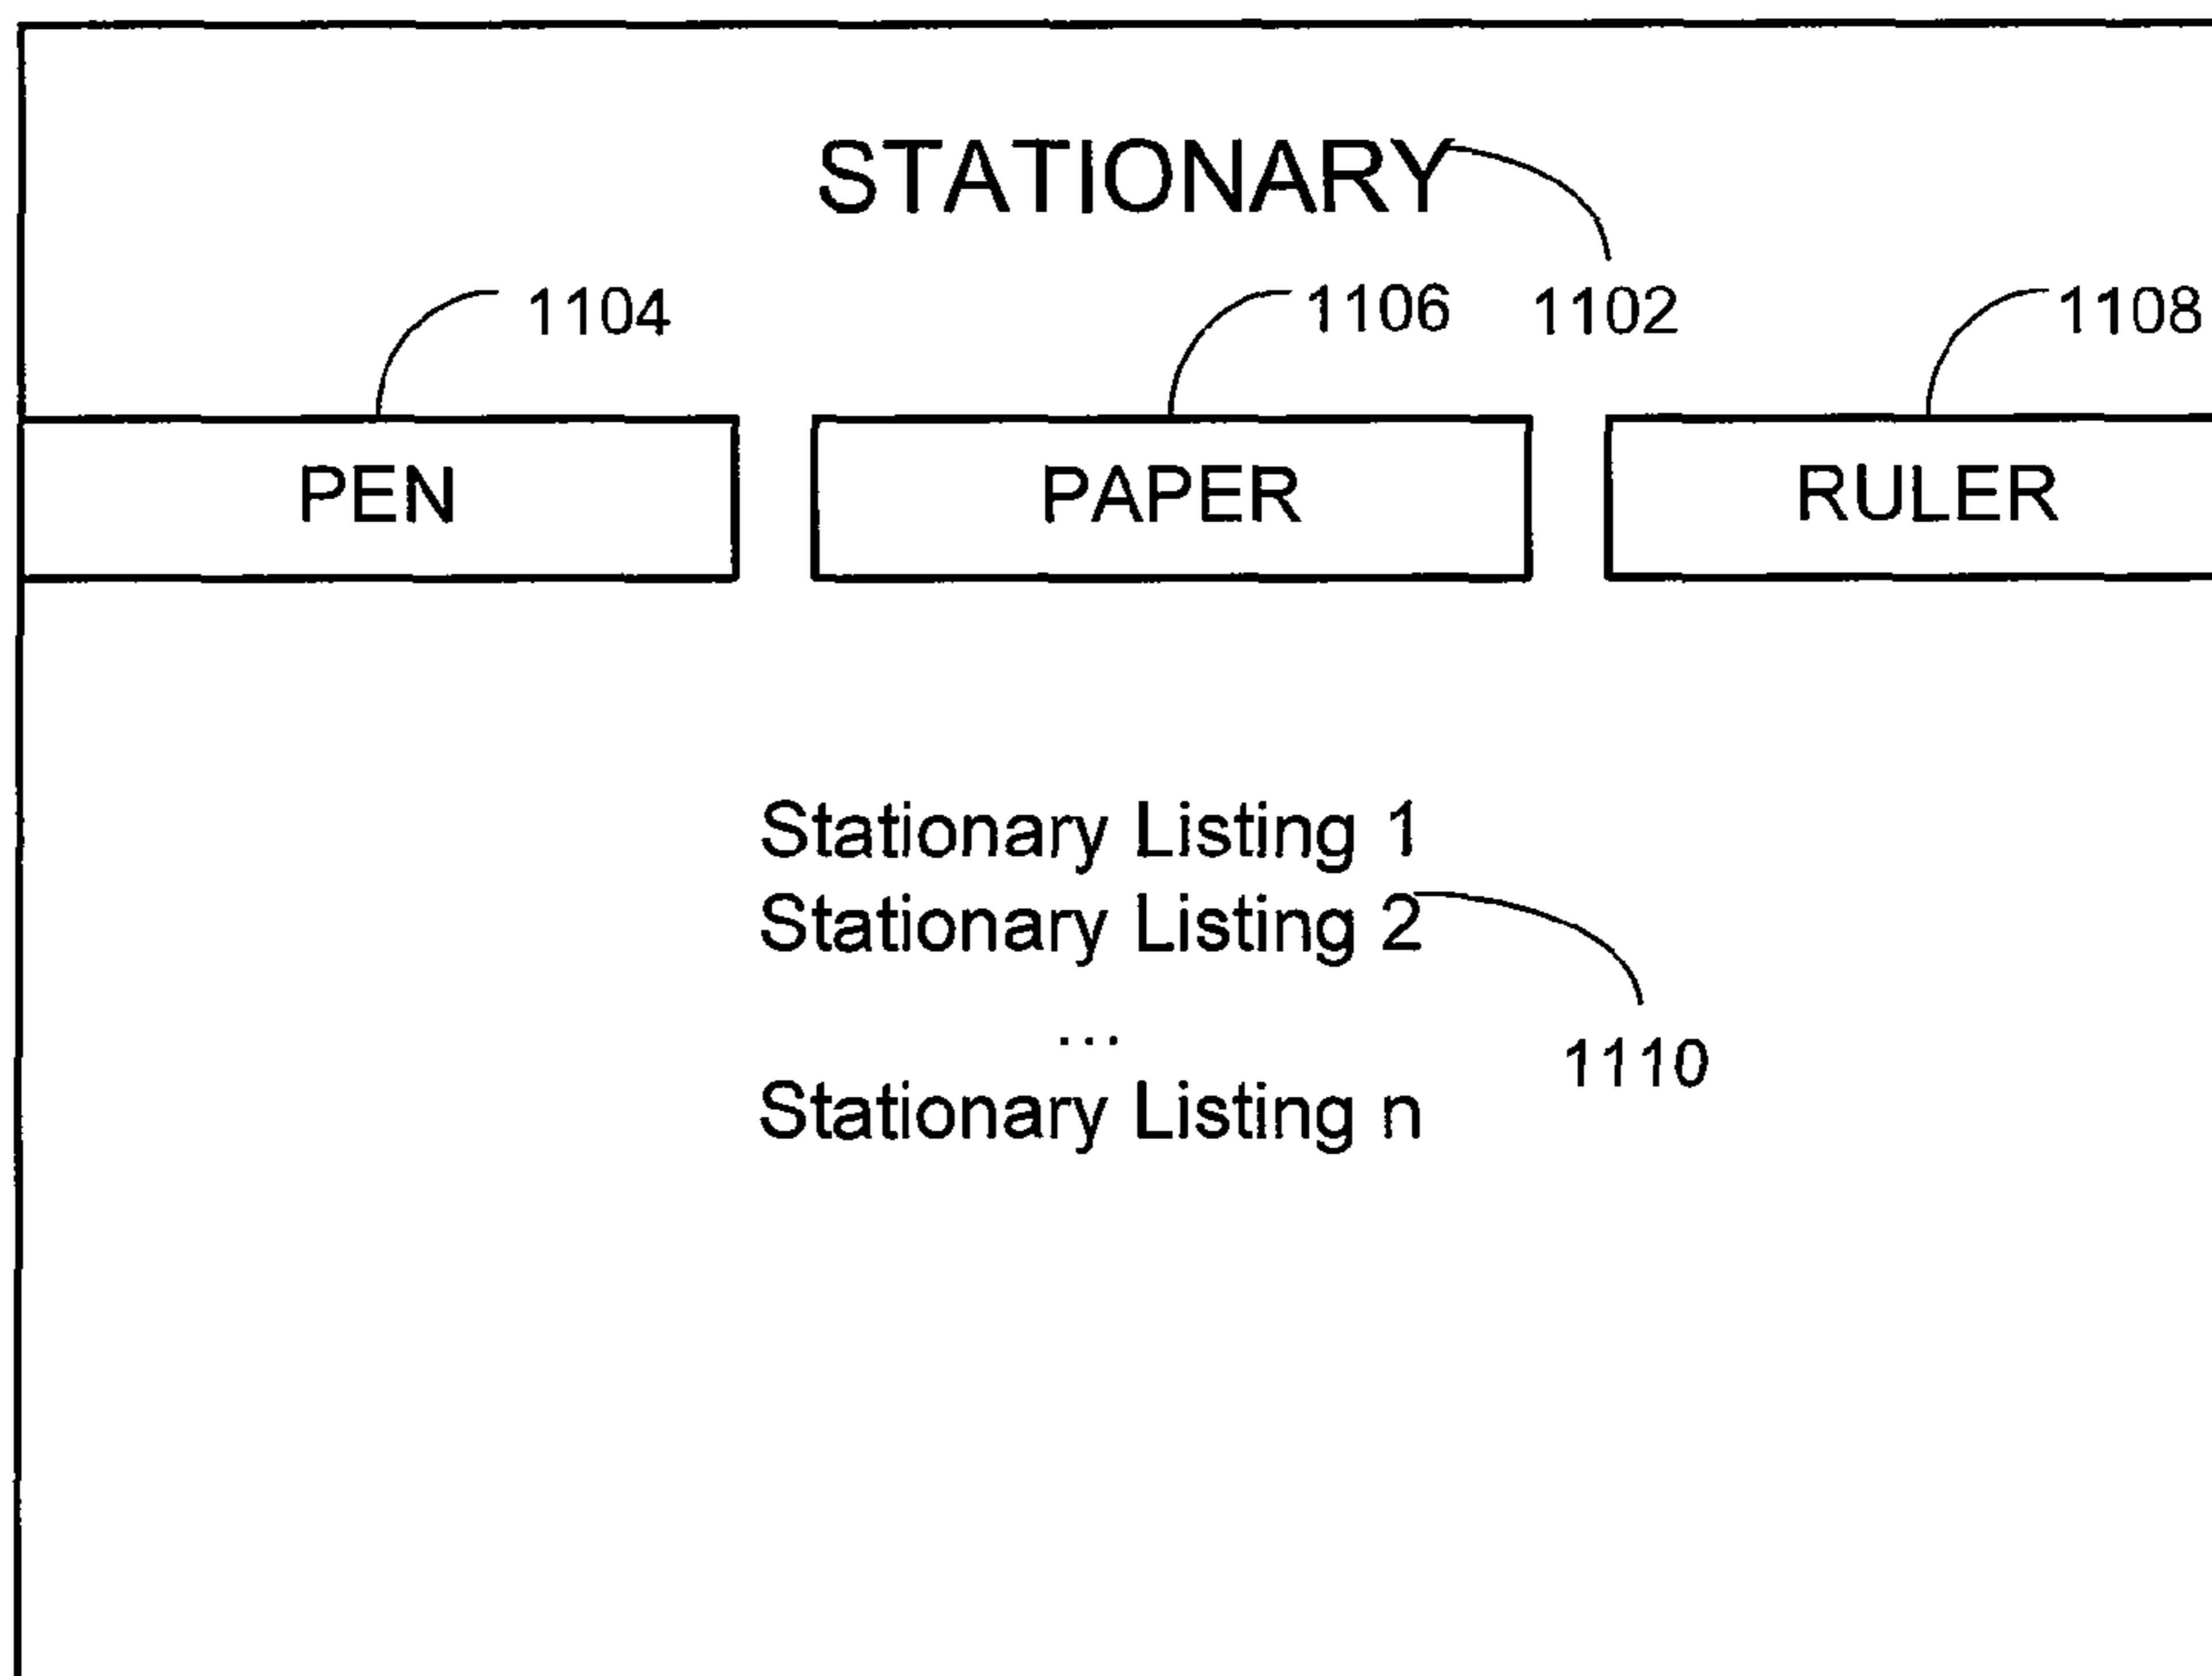 STATIONARY
1104 1106 1102 1108
PEN PAPER RULER
Stationary Listing 1
Stationary Listing 2
...
1110
Stationary Listing n